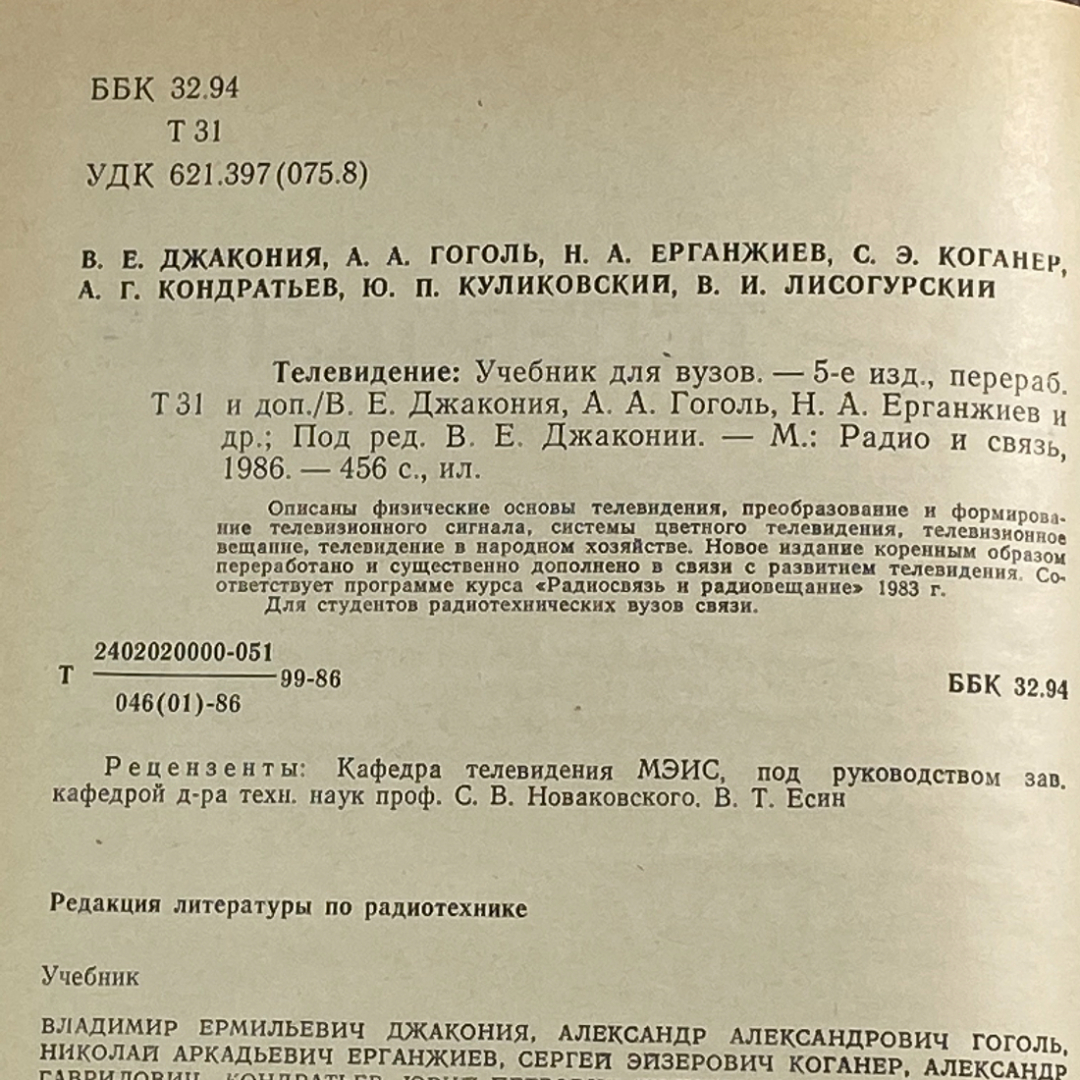 ББК 32.94
Т 31
УДК 621.397(075.8)
В. Е. ДЖАКОНИЯ, А. А. ГОГОЛЬ, Н. А. ЕРГАНЖИЕВ, С. Э. КОГАНЕР,
А. Г. КОНДРАТЬЕВ, Ю. П. КУЛИКОВСКИЙ, В. И. ЛИСОГУРСКИЙ
Телевидение: Учебник для вузов. — 5-е изд., перераб.
Т 31 и доп./В. Е. Джакония, А. А. Гоголь, Н. А. Ерганжиев и
др.; Под ред. В. Е. Джаконии. — М.: Радио и связь,
1986. — 456 с., ил.
Описаны физические основы телевидения, преобразование и формирова-
ние телевизионного сигнала, системы цветного телевидения, телевизионное
вещание, телевидение в народном хозяйстве. Новое издание коренным образом
переработано и существенно дополнено в связи с развитием телевидения. Со-
ответствует программе курса «Радиосвязь и радиовещание» 1983 г.
Для студентов радиотехнических вузов связи.
2402020000-051
Т 99-86
046(01)-86
ББК 32.94
Рецензенты: Кафедра телевидения МЭИС, под руководством зав.
кафедрой д-ра техн. наук проф. С. В. Новаковского. В. Т. Есин
Редакция литературы по радиотехнике
Учебник
ВЛАДИМИР ЕРМИЛЬЕВИЧ ДЖАКОНИЯ, АЛЕКСАНДР АЛЕКСАНДРОВИЧ ГОГОЛЬ,
НИКОЛАЙ АРКАДЬЕВИЧ ЕРГАНЖИЕВ, СЕРГЕЙ ЭЙЗЕРОВИЧ КОГАНЕР, АЛЕКСАНДР
ГАВРИЛОВИЧ КОНДРАТЬЕВ, ЮРИЙ